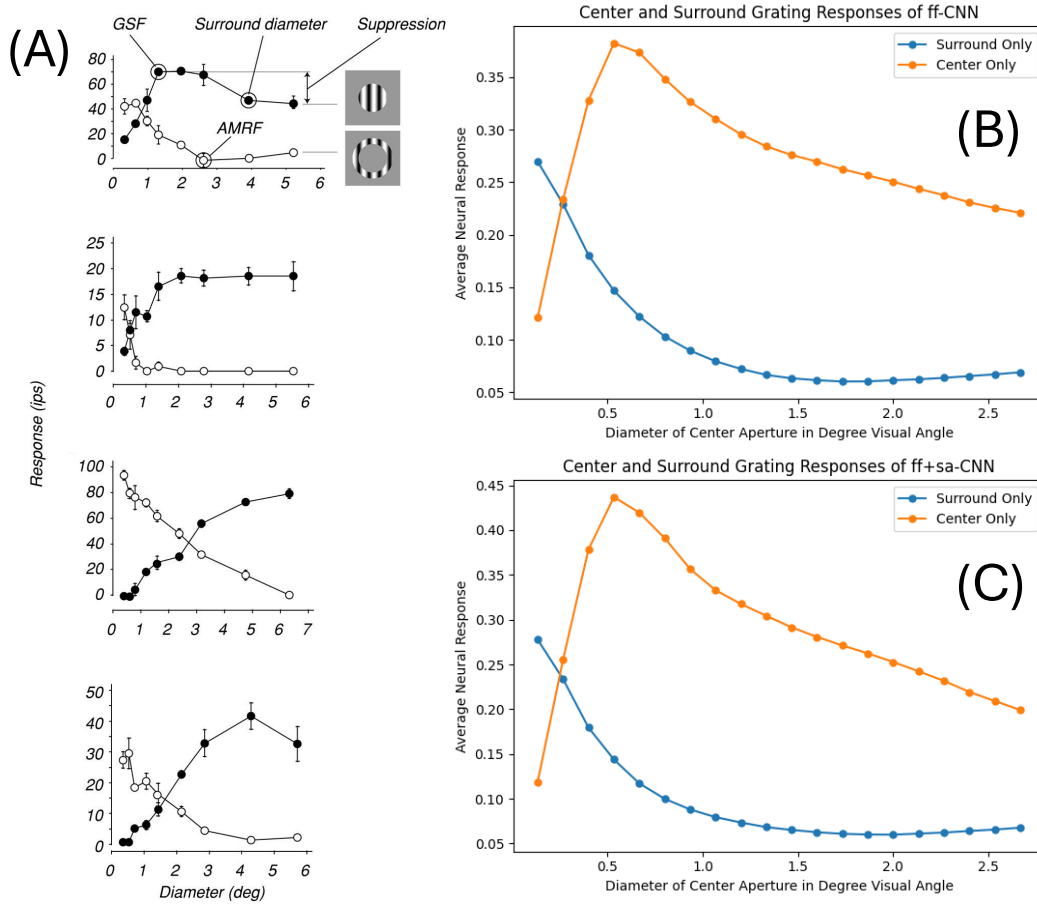 (A)
GSF Surround diameter Suppression
AMRF
80
60
40
20
0
0 1 2 3 4 5 6
25
20
15
10
5
0
0 1 2 3 4 5 6
Response (ips)
100
80
60
40
20
0
0 1 2 3 4 5 6 7
50
40
30
20
10
0
0 1 2 3 4 5 6
Diameter (deg)
Center and Surround Grating Responses of ff-CNN
Surround Only
Center Only
(B)
Average Neural Response
0.35
0.30
0.25
0.20
0.15
0.10
0.05
0.5 1.0 1.5 2.0 2.5
Diameter of Center Aperture in Degree Visual Angle
Center and Surround Grating Responses of ff+sa-CNN
Surround Only
Center Only
(C)
Average Neural Response
0.45
0.40
0.35
0.30
0.25
0.20
0.15
0.10
0.05
0.5 1.0 1.5 2.0 2.5
Diameter of Center Aperture in Degree Visual Angle